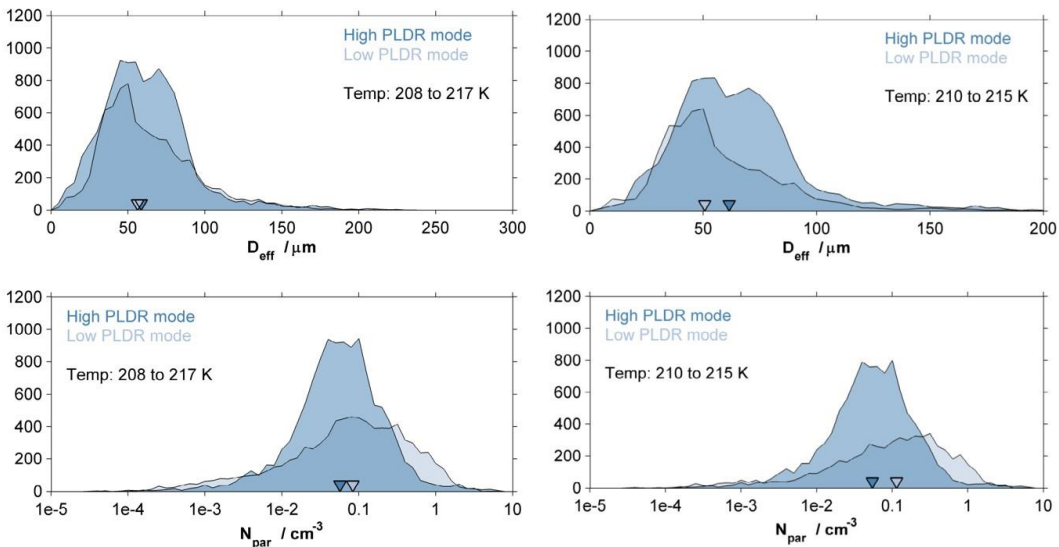 1200
1000
800
600
400
200
0
High PLDR mode
Low PLDR mode
Temp: 208 to 217 K
0 50 100 150 200 250 300
D_eff / μm
1200
1000
800
600
400
200
0
High PLDR mode
Low PLDR mode
Temp: 210 to 215 K
0 50 100 150 200
D_eff / μm
1200
1000
800
600
400
200
0
High PLDR mode
Low PLDR mode
Temp: 208 to 217 K
1e-5 1e-4 1e-3 1e-2 0.1 1 10
N_par / cm⁻³
1200
1000
800
600
400
200
0
High PLDR mode
Low PLDR mode
Temp: 210 to 215 K
1e-5 1e-4 1e-3 1e-2 0.1 1 10
N_par / cm⁻³